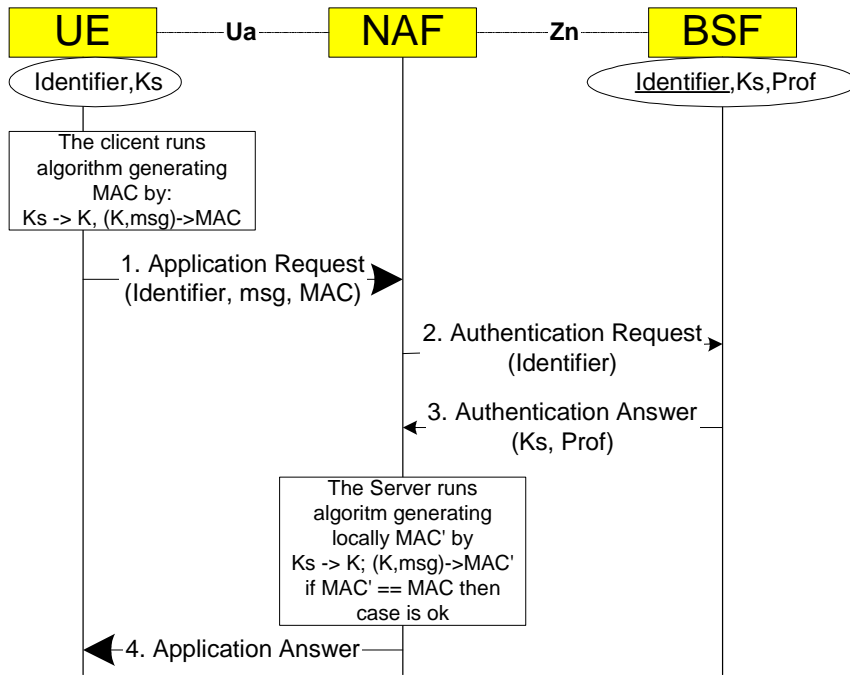 UE
Ua
NAF
Zn
BSF
Identifier,Ks
Identifier,Ks,Prof
The clicent runs
algorithm generating
MAC by:
Ks -> K, (K,msg)->MAC
1. Application Request
(Identifier, msg, MAC)
2. Authentication Request
(Identifier)
3. Authentication Answer
(Ks, Prof)
The Server runs
algoritm generating
locally MAC' by
Ks -> K; (K,msg)->MAC'
if MAC' == MAC then
case is ok
4. Application Answer